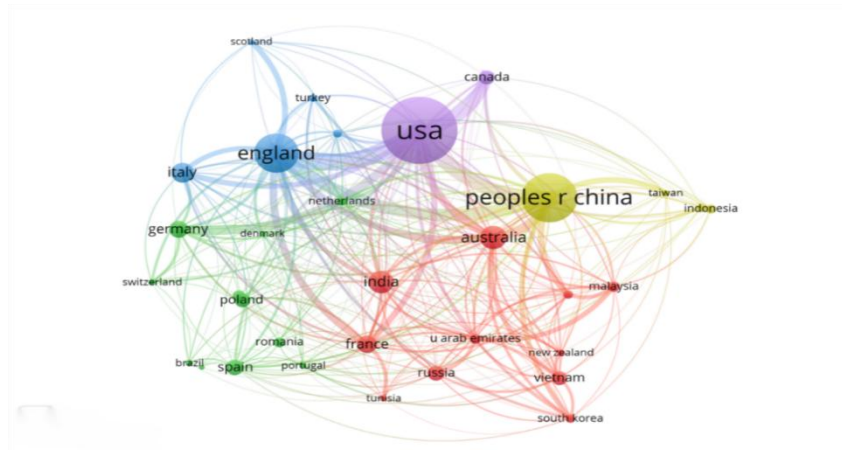 scotland
canada
turkey
usa
england
italy
peoples r china
taiwan
netherlands
indonesia
germany
denmark
australia
switzerland
india
malaysia
poland
u arab emirates
romania
france
new zealand
brazil
spain
portugal
russia
vietnam
tunisia
south korea